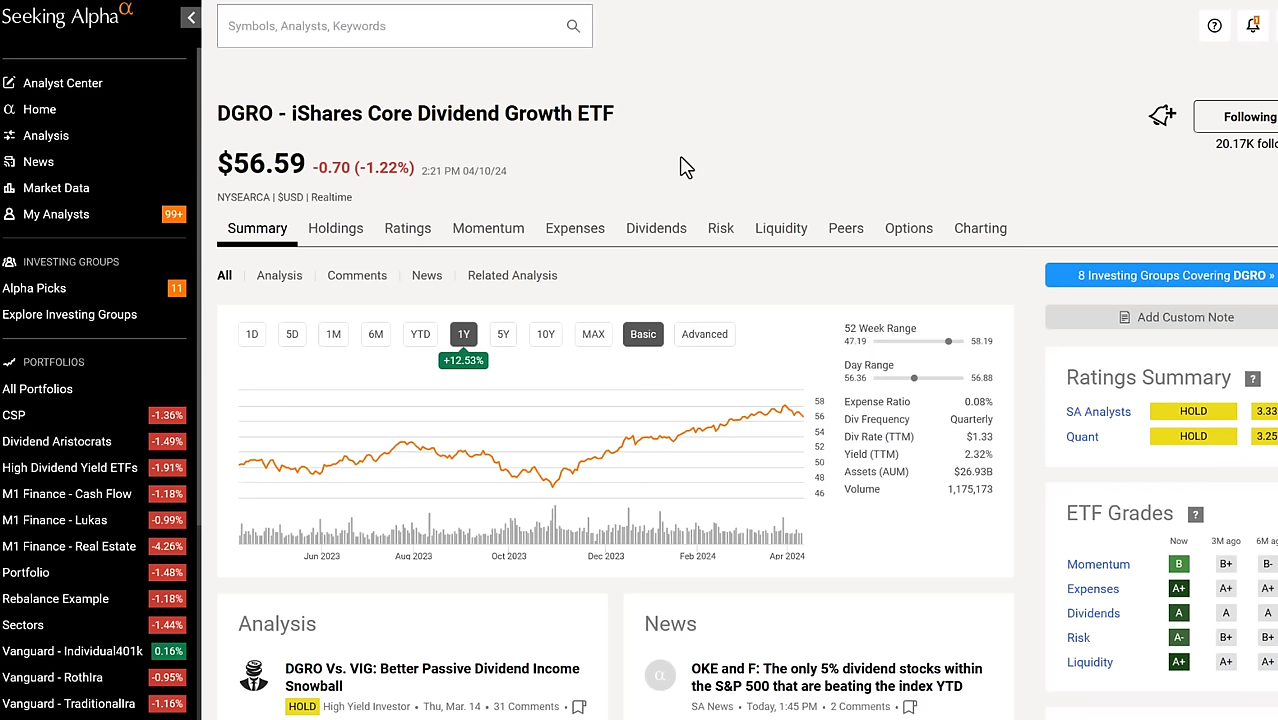 Seeking Alpha α
Symbols, Analysts, Keywords
Analyst Center
Home
Analysis
News
Market Data
My Analysts 99+
INVESTING GROUPS
Alpha Picks 11
Explore Investing Groups
PORTFOLIOS
All Portfolios
CSP -1.36%
Dividend Aristocrats -1.49%
High Dividend Yield ETFs -1.91%
M1 Finance - Cash Flow -1.18%
M1 Finance - Lukas -0.99%
M1 Finance - Real Estate -4.26%
Portfolio -1.48%
Rebalance Example -1.18%
Sectors -1.44%
Vanguard - Individual401k 0.16%
Vanguard - RothIra -0.95%
Vanguard - TraditionalIra -1.16%
DGRO - iShares Core Dividend Growth ETF
$56.59 -0.70 (-1.22%) 2:21 PM 04/10/24
NYSEARCA | $USD | Realtime
Following
20.17K follo
Summary Holdings Ratings Momentum Expenses Dividends Risk Liquidity Peers Options Charting
All Analysis Comments News Related Analysis
1D 5D 1M 6M YTD 1Y 5Y 10Y MAX Basic Advanced
+12.53%
58
56
54
52
50
48
46
Jun 2023 Aug 2023 Oct 2023 Dec 2023 Feb 2024 Apr 2024
52 Week Range
47.19 58.19
Day Range
56.36 56.88
Expense Ratio 0.08%
Div Frequency Quarterly
Div Rate (TTM) $1.33
Yield (TTM) 2.32%
Assets (AUM) $26.93B
Volume 1,175,173
8 Investing Groups Covering DGRO »
Add Custom Note
Ratings Summary ?
SA Analysts HOLD 3.33
Quant HOLD 3.25
ETF Grades ?
Now 3M ago 6M ag
Momentum B B+ B-
Expenses A+ A+ A+
Dividends A A A
Risk A- B+ B+
Liquidity A+ A+ A+
Analysis
DGRO Vs. VIG: Better Passive Dividend Income
Snowball
HOLD High Yield Investor • Thu, Mar. 14 • 31 Comments •
News
α
OKE and F: The only 5% dividend stocks within
the S&P 500 that are beating the index YTD
SA News • Today, 1:45 PM • 2 Comments •